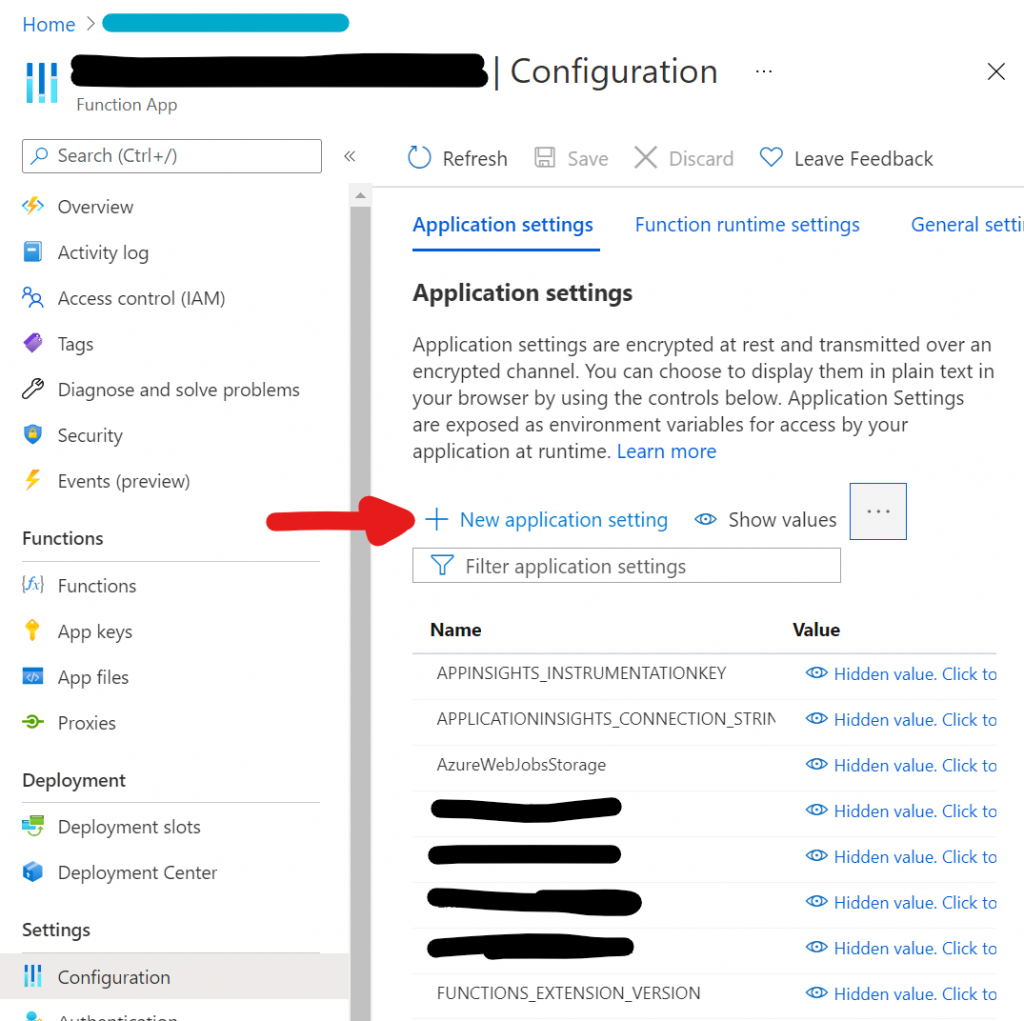 Home >
| Configuration ...
Function App
Search (Ctrl+/)
«
Refresh Save Discard Leave Feedback
Overview
Activity log
Access control (IAM)
Tags
Diagnose and solve problems
Security
Events (preview)
Functions
Functions
App keys
App files
Proxies
Deployment
Deployment slots
Deployment Center
Settings
Configuration
Authentication
Application settings Function runtime settings General setti
Application settings
Application settings are encrypted at rest and transmitted over an
encrypted channel. You can choose to display them in plain text in
your browser by using the controls below. Application Settings
are exposed as environment variables for access by your
application at runtime. Learn more
New application setting Show values ...
Filter application settings
Name Value
APPINSIGHTS_INSTRUMENTATIONKEY Hidden value. Click to
APPLICATIONINSIGHTS_CONNECTION_STRIN Hidden value. Click to
AzureWebJobsStorage Hidden value. Click to
Hidden value. Click to
Hidden value. Click to
Hidden value. Click to
Hidden value. Click to
FUNCTIONS_EXTENSION_VERSION Hidden value. Click to